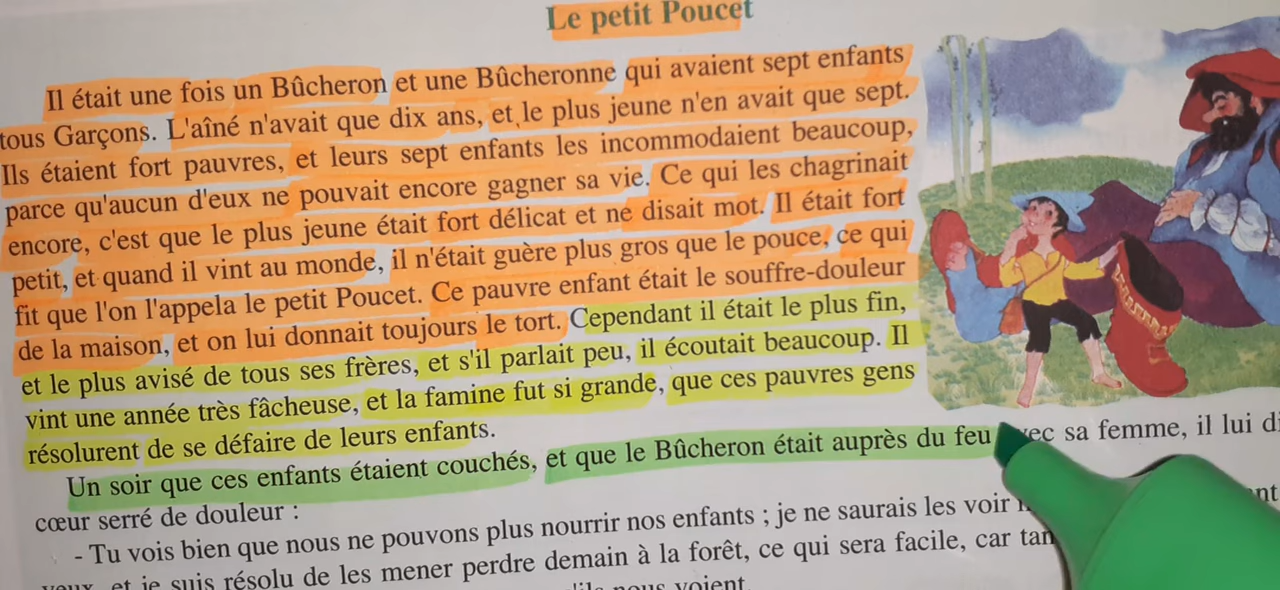 Le petit Poucet
Il était une fois un Bûcheron et une Bûcheronne qui avaient sept enfants
tous Garçons. L'aîné n'avait que dix ans, et le plus jeune n'en avait que sept.
Ils étaient fort pauvres, et leurs sept enfants les incommodaient beaucoup,
parce qu'aucun d'eux ne pouvait encore gagner sa vie. Ce qui les chagrinait
encore, c'est que le plus jeune était fort délicat et ne disait mot. Il était fort
petit, et quand il vint au monde, il n'était guère plus gros que le pouce, ce qui
fit que l'on l'appela le petit Poucet. Ce pauvre enfant était le souffre-douleur
de la maison, et on lui donnait toujours le tort. Cependant il était le plus fin,
et le plus avisé de tous ses frères, et s'il parlait peu, il écoutait beaucoup. Il
vint une année très fâcheuse, et la famine fut si grande, que ces pauvres gens
résolurent de se défaire de leurs enfants.
Un soir que ces enfants étaient couchés, et que le Bûcheron était auprès du feu sa femme, il lui
cœur serré de douleur :
- Tu vois bien que nous ne pouvons plus nourrir nos enfants ; je ne saurais les voir
et je suis résolu de les mener perdre demain à la forêt, ce qui sera facile, car
nous voient